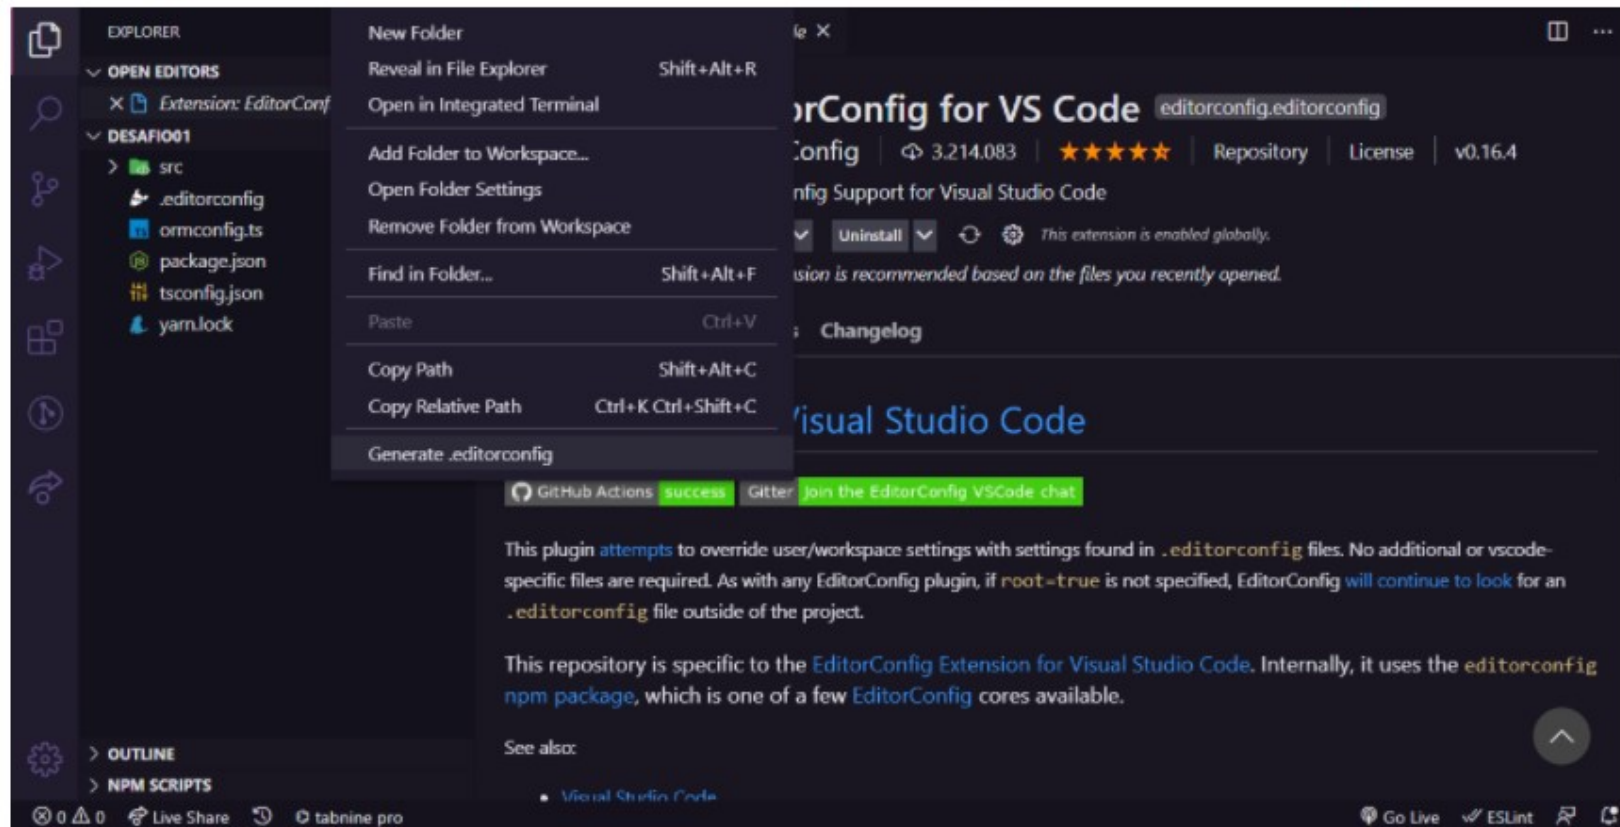 EXPLORER
OPEN EDITORS
Extension: EditorConf
DESAFIO01
src
.editorconfig
ormconfig.ts
package.json
tsconfig.json
yarn.lock
OUTLINE
NPM SCRIPTS
New Folder
Reveal in File Explorer Shift+Alt+R
Open in Integrated Terminal
Add Folder to Workspace...
Open Folder Settings
Remove Folder from Workspace
Find in Folder... Shift+Alt+F
Paste Ctrl+V
Copy Path Shift+Alt+C
Copy Relative Path Ctrl+K Ctrl+Shift+C
Generate .editorconfig
rConfig for VS Code editorconfig.editorconfig
Config 3.214.083 Repository License v0.16.4
nfig Support for Visual Studio Code
Uninstall This extension is enabled globally.
sion is recommended based on the files you recently opened.
Changelog
Visual Studio Code
GitHub Actions success Gitter Join the EditorConfig VSCode chat
This plugin attempts to override user/workspace settings with settings found in .editorconfig files. No additional or vscode-
specific files are required. As with any EditorConfig plugin, if root=true is not specified, EditorConfig will continue to look for an
.editorconfig file outside of the project.
This repository is specific to the EditorConfig Extension for Visual Studio Code. Internally, it uses the editorconfig
npm package, which is one of a few EditorConfig cores available.
See also:
Visual Studio Code
0 0 Live Share tabnine pro Go Live ESLint